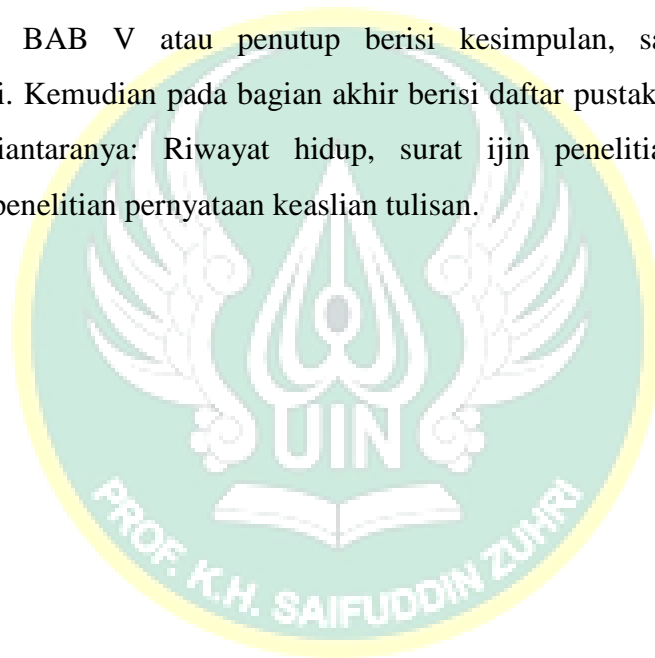 BAB V atau penutup berisi kesimpulan, sa
i. Kemudian pada bagian akhir berisi daftar pustak
iantaranya: Riwayat hidup, surat ijin peneliti
penelitian pernyataan keaslian tulisan.
UIN
PROF. K.H. SAIFUDDIN ZUHRI